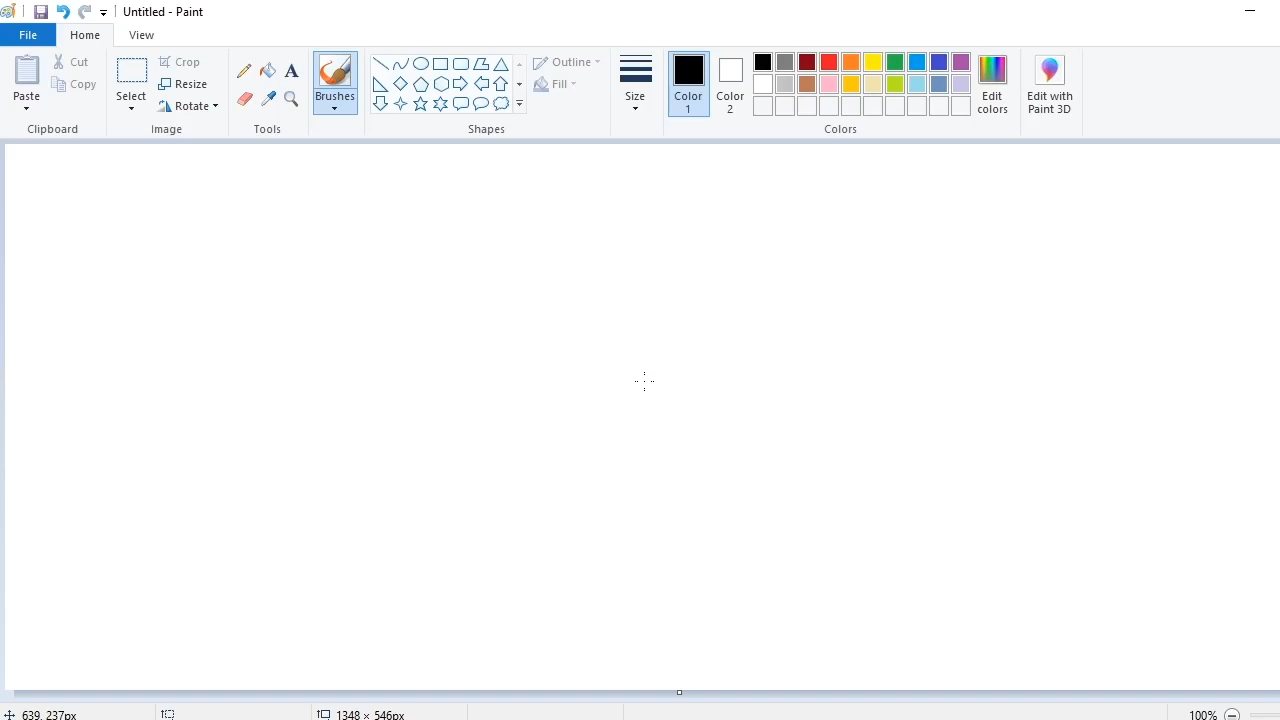 Untitled - Paint
File Home View
Paste Cut Copy Clipboard
Select Crop Resize Rotate Image
A Tools
Brushes
Outline Fill Shapes
Size
Color 1 Color 2 Edit colors Colors
Edit with Paint 3D
639, 237px 1348 × 546px 100%